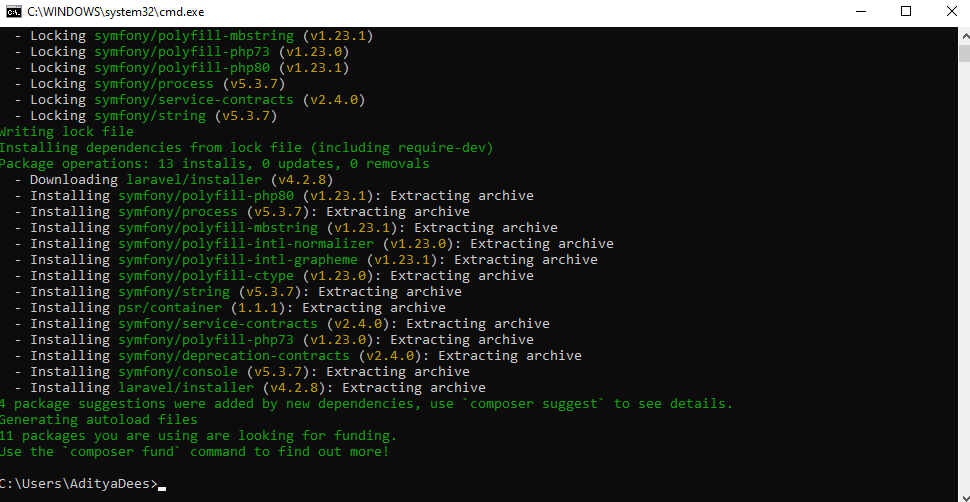 C:\WINDOWS\system32\cmd.exe
- Locking symfony/polyfill-mbstring (v1.23.1)
- Locking symfony/polyfill-php73 (v1.23.0)
- Locking symfony/polyfill-php80 (v1.23.1)
- Locking symfony/process (v5.3.7)
- Locking symfony/service-contracts (v2.4.0)
- Locking symfony/string (v5.3.7)
Writing lock file
Installing dependencies from lock file (including require-dev)
Package operations: 13 installs, 0 updates, 0 removals
- Downloading laravel/installer (v4.2.8)
- Installing symfony/polyfill-php80 (v1.23.1): Extracting archive
- Installing symfony/process (v5.3.7): Extracting archive
- Installing symfony/polyfill-mbstring (v1.23.1): Extracting archive
- Installing symfony/polyfill-intl-normalizer (v1.23.0): Extracting archive
- Installing symfony/polyfill-intl-grapheme (v1.23.1): Extracting archive
- Installing symfony/polyfill-ctype (v1.23.0): Extracting archive
- Installing symfony/string (v5.3.7): Extracting archive
- Installing psr/container (1.1.1): Extracting archive
- Installing symfony/service-contracts (v2.4.0): Extracting archive
- Installing symfony/polyfill-php73 (v1.23.0): Extracting archive
- Installing symfony/deprecation-contracts (v2.4.0): Extracting archive
- Installing symfony/console (v5.3.7): Extracting archive
- Installing laravel/installer (v4.2.8): Extracting archive
4 package suggestions were added by new dependencies, use `composer suggest` to see details.
Generating autoload files
11 packages you are using are looking for funding.
Use the `composer fund` command to find out more!
C:\Users\AdityaDees>